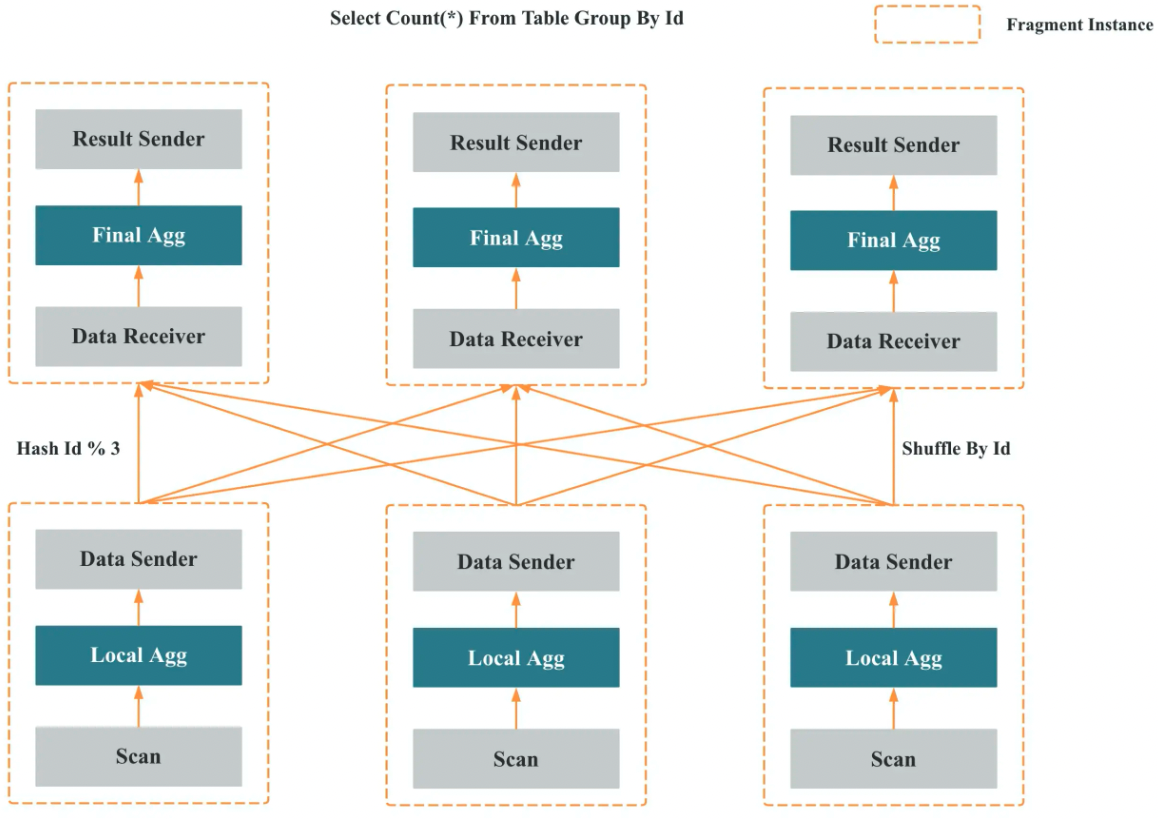 Select Count(*) From Table Group By Id
Fragment Instance
Result Sender
Result Sender
Result Sender
Final Agg
Final Agg
Final Agg
Data Receiver
Data Receiver
Data Receiver
Hash Id % 3
Shuffle By Id
Data Sender
Data Sender
Data Sender
Local Agg
Local Agg
Local Agg
Scan
Scan
Scan